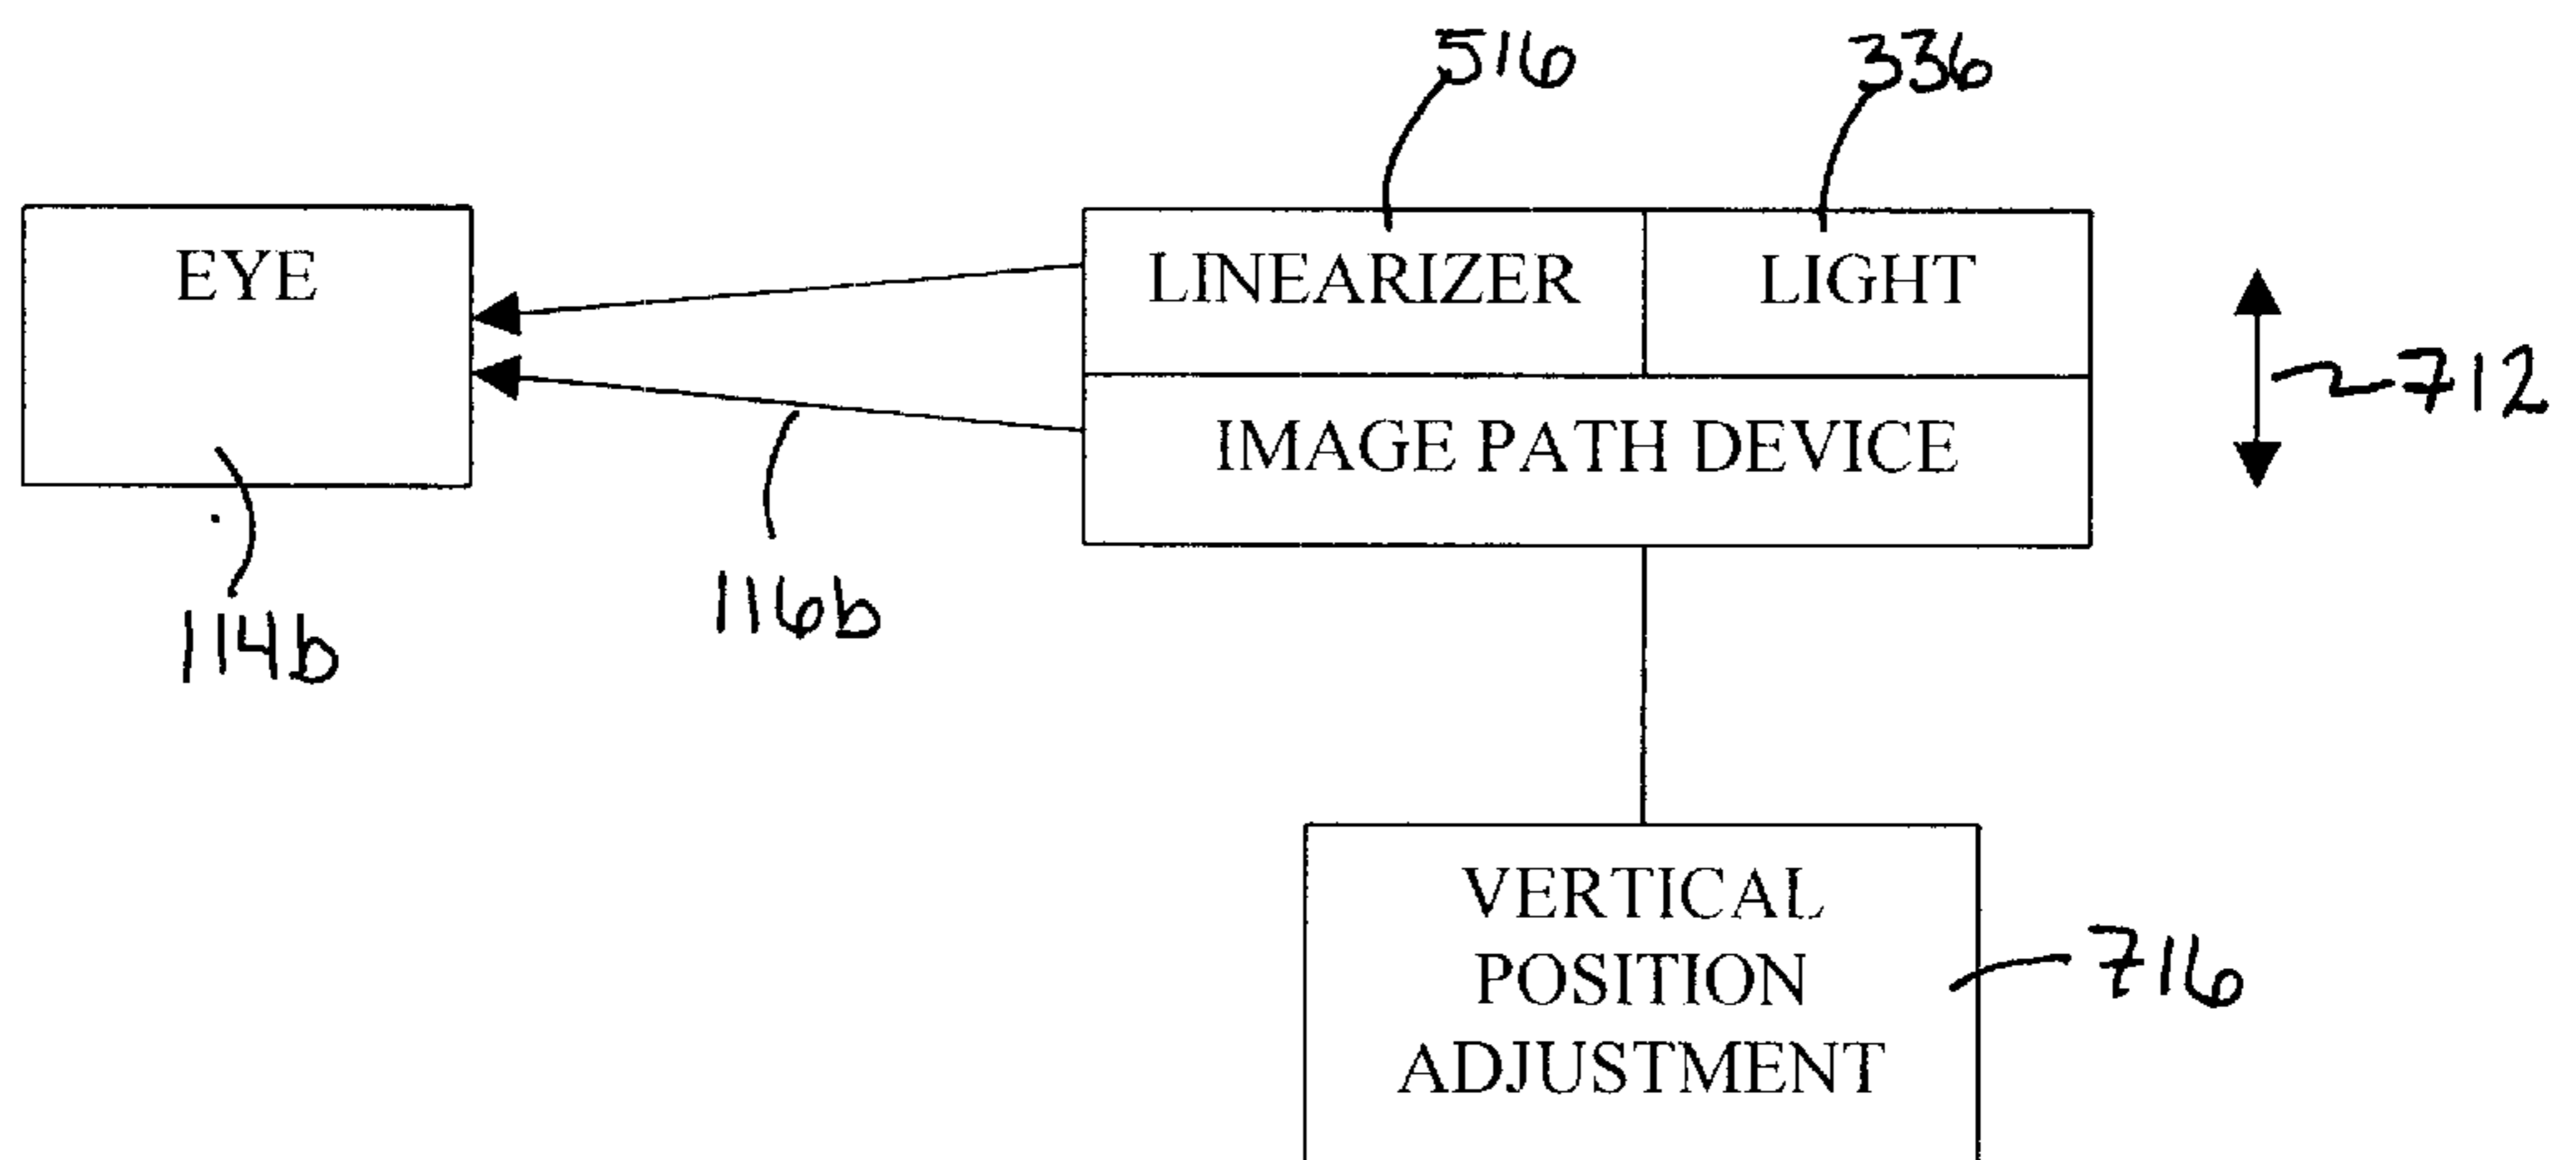 516
336
EYE
LINEARIZER
LIGHT
712
IMAGE PATH DEVICE
116b
114b
VERTICAL
POSITION
ADJUSTMENT
716